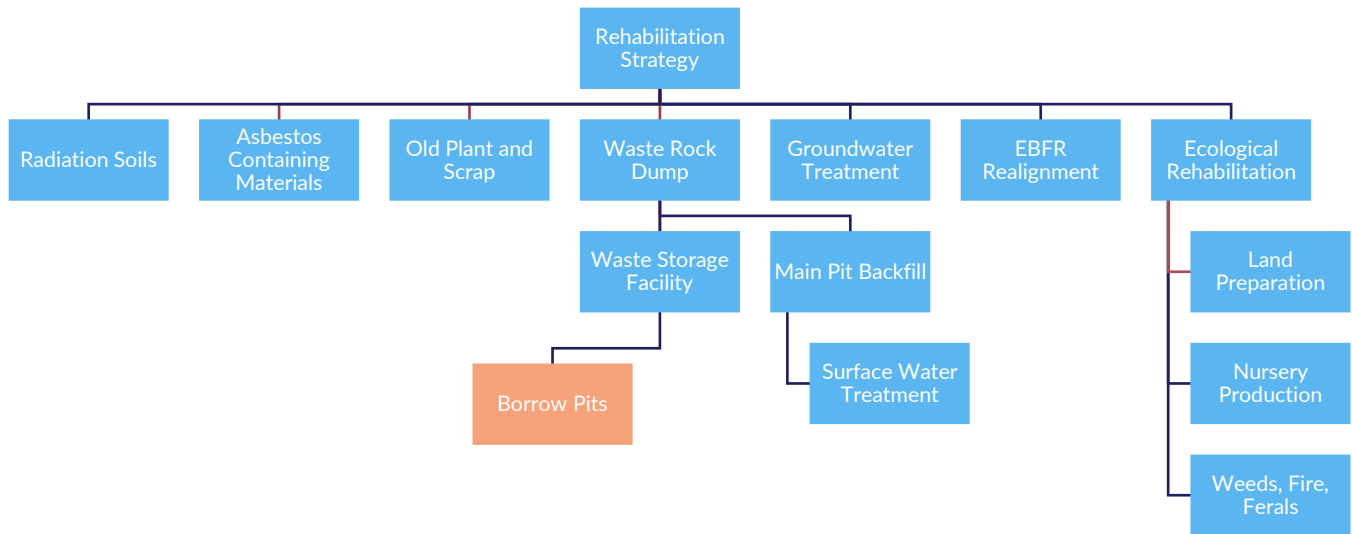 Rehabilitation
Strategy
Radiation Soils
Asbestos
Containing
Materials
Old Plant and
Scrap
Waste Rock
Dump
Groundwater
Treatment
EBFR
Realignment
Ecological
Rehabilitation
Waste Storage
Facility
Main Pit Backfill
Land
Preparation
Borrow Pits
Surface Water
Treatment
Nursery
Production
Weeds, Fire,
Ferals